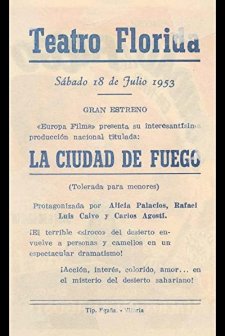 Teatro Florida
Sábado 18 de Julio 1953
GRAN ESTRENO
«Europa Films» presenta su interesantísima
producción nacional titulada:
LA CIUDAD DE FUEGO
(Tolerada para menores)
Protagonizada por Alicia Palacios, Rafael
Luis Calvo y Carlos Agosti.
¡El terrible «siroco» del desierto en-
vuelve a personas y camellos en un
espectacular dramatismo!
¡Acción, interés, colorido, amor... en
el misterio del desierto sahariano!
Tip. - Vitoria